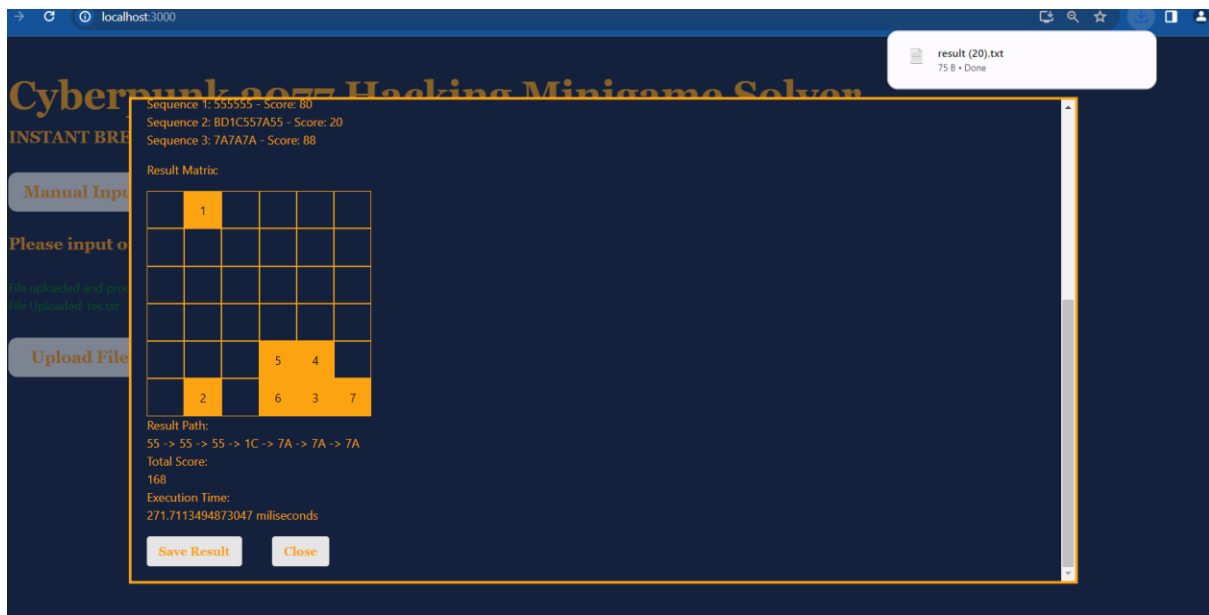 localhost:3000
result (20).txt
75 B • Done
Cyberpunk 2077 Hacking Minigame Solver
INSTANT BRE
Manual Inpu
Please input o
File uploaded and proc
File Uploaded: tes.txt
Upload File
Sequence 1: 555555 - Score: 80
Sequence 2: BD1C557A55 - Score: 20
Sequence 3: 7A7A7A - Score: 88
Result Matrix:
1
5 4
2 6 3 7
Result Path:
55 -> 55 -> 55 -> 1C -> 7A -> 7A -> 7A
Total Score:
168
Execution Time:
271.7113494873047 miliseconds
Save Result Close